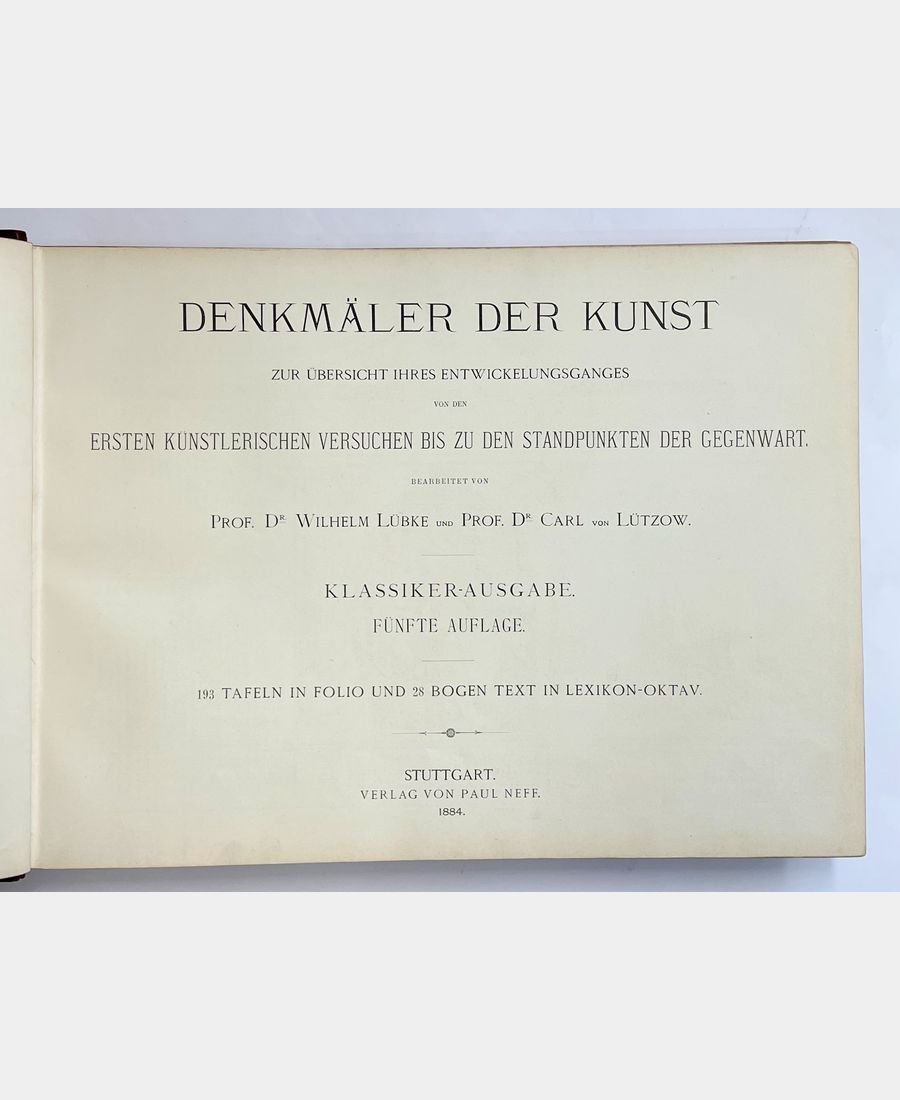 DENKMÄLER DER KUNST
ZUR ÜBERSICHT IHRES ENTWICKELUNGSGANGES
VON DEN
ERSTEN KÜNSTLERISCHEN VERSUCHEN BIS ZU DEN STANDPUNKTEN DER GEGENWART.
BEARBEITET VON
PROF. DR. WILHELM LÜBKE UND PROF. DR. CARL VON LÜTZOW.
KLASSIKER-AUSGABE.
FÜNFTE AUFLAGE.
193 TAFELN IN FOLIO UND 28 BOGEN TEXT IN LEXIKON-OKTAV.
STUTTGART.
VERLAG VON PAUL NEFF.
1884.